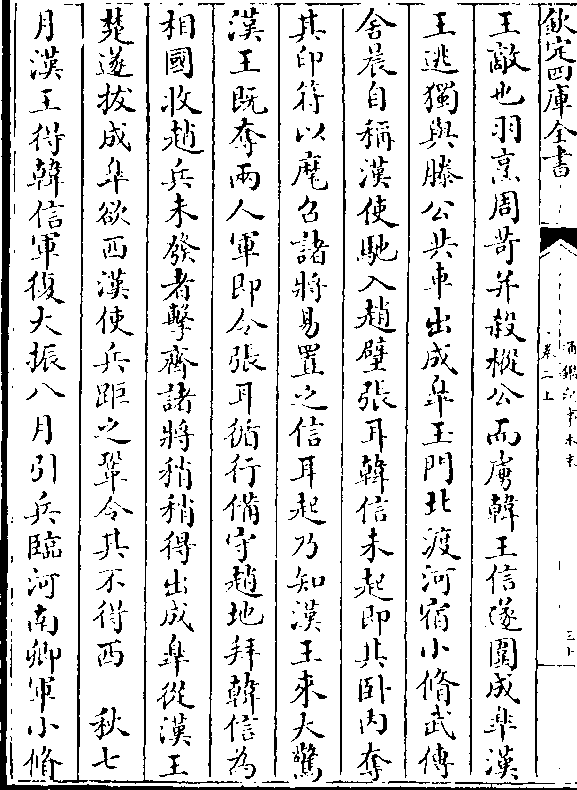 欽定四庫全書
通鑑紀事本末
卷二上
三十
王敵也羽烹周苛并殺樅公而虜韓王信遂圍成臯漢
王逃獨與滕公共車出成臯玉門北渡河宿小脩武傳
舍晨自稱漢使馳入趙壁張耳韓信未起即其卧内奪
其印符以麾召諸將易置之信耳起乃知漢王來大驚
漢王既奪兩人軍即令張耳循行備守趙地拜韓信為
相國收趙兵未發者擊齊諸將稍稍得出成臯從漢王
楚遂拔成臯欲西漢使兵距之鞏令其不得西 秋七
月漢王得韓信軍復大振八月引兵臨河南鄉軍小脩